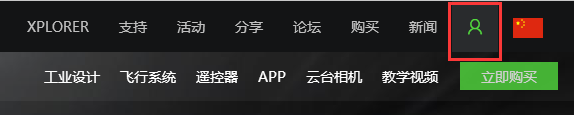 XPLORER 支持 活动 分享 论坛 购买 新闻
工业设计 飞行系统 遥控器 APP 云台相机 教学视频 立即购买